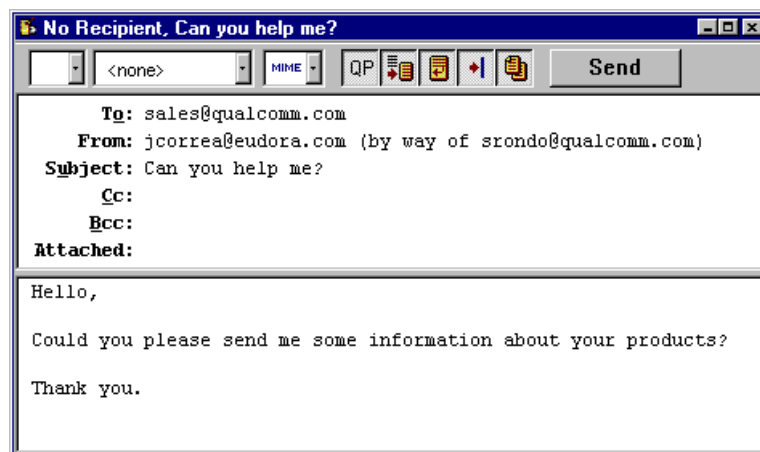 No Recipient, Can you help me?
<none> MIME QP Send
To: sales@qualcomm.com
From: jcorrea@eudora.com (by way of srondo@qualcomm.com)
Subject: Can you help me?
Cc:
Bcc:
Attached:
Hello,
Could you please send me some information about your products?
Thank you.